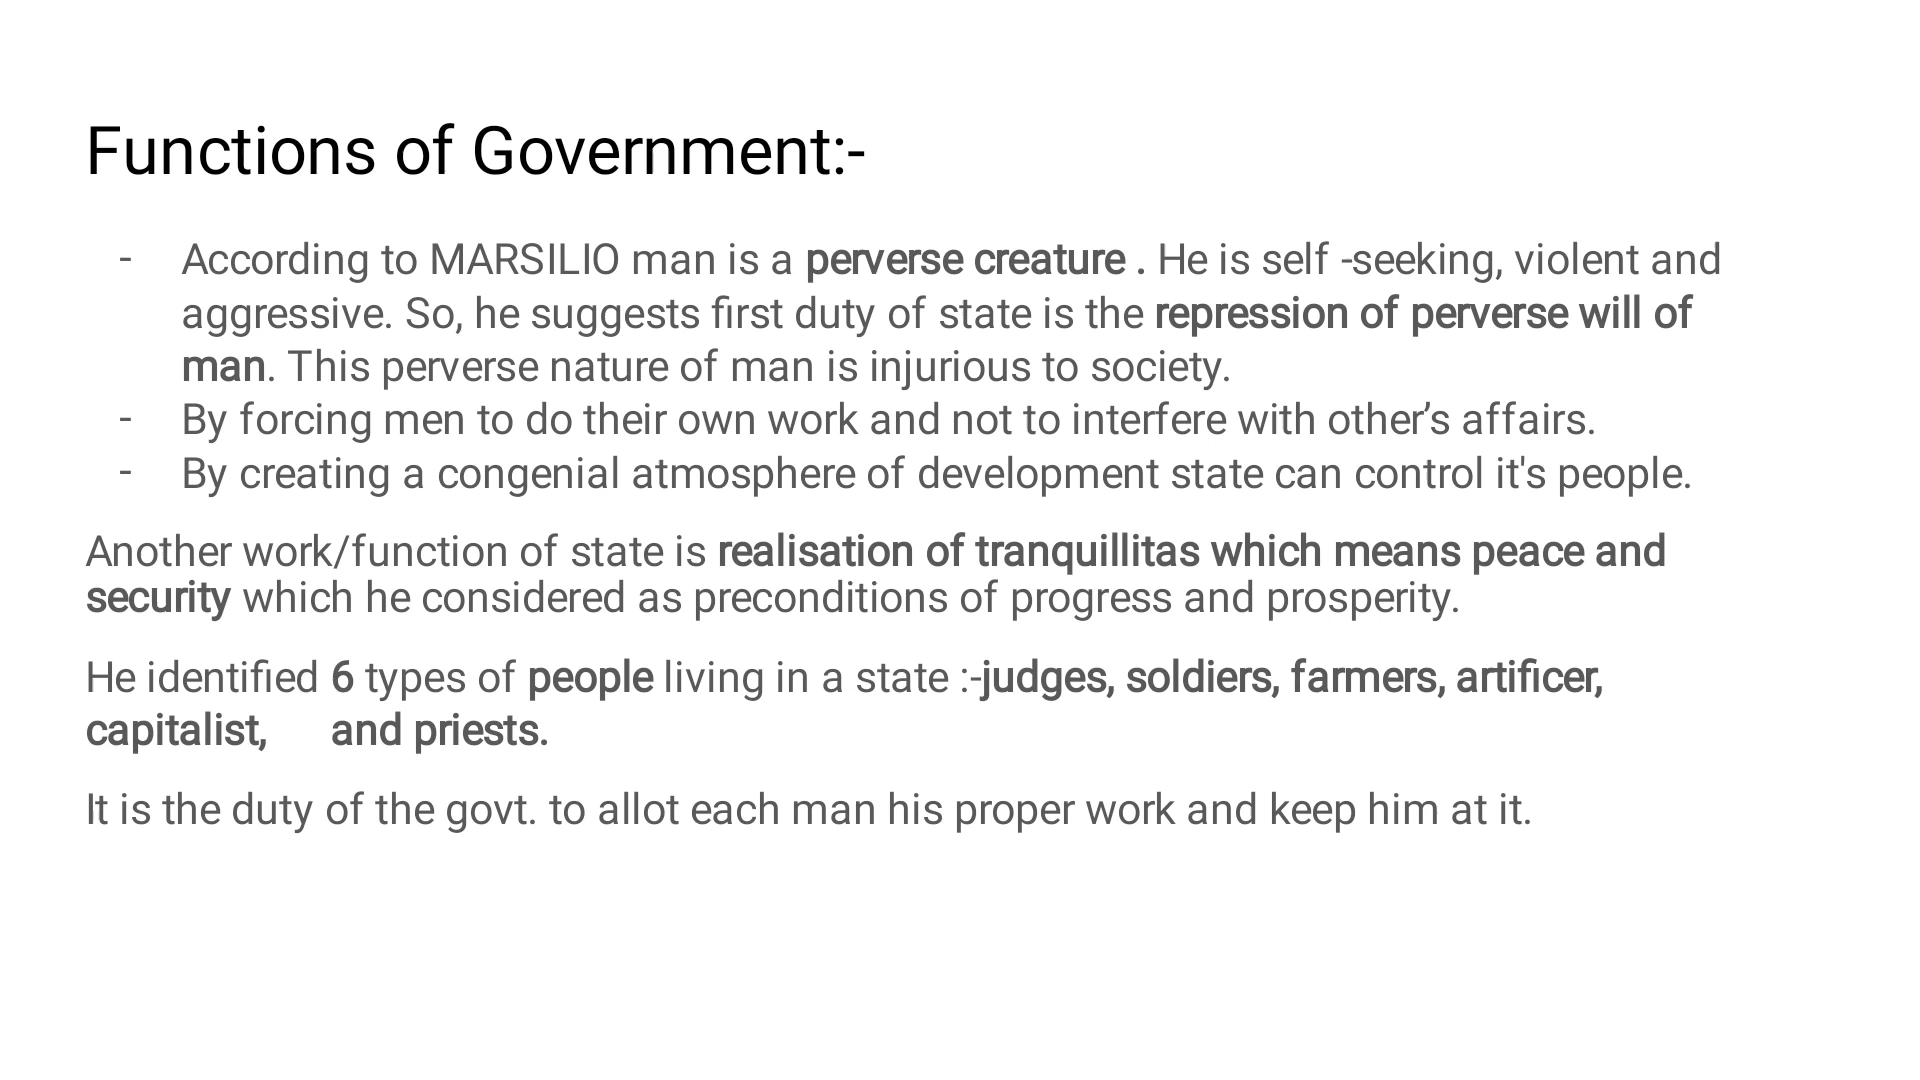 Functions of Government:-
- According to MARSILIO man is a perverse creature . He is self -seeking, violent and
aggressive. So, he suggests first duty of state is the repression of perverse will of
man. This perverse nature of man is injurious to society.
- By forcing men to do their own work and not to interfere with other’s affairs.
- By creating a congenial atmosphere of development state can control it's people.
Another work/function of state is realisation of tranquillitas which means peace and
security which he considered as preconditions of progress and prosperity.
He identified 6 types of people living in a state :-judges, soldiers, farmers, artificer,
capitalist, and priests.
It is the duty of the govt. to allot each man his proper work and keep him at it.